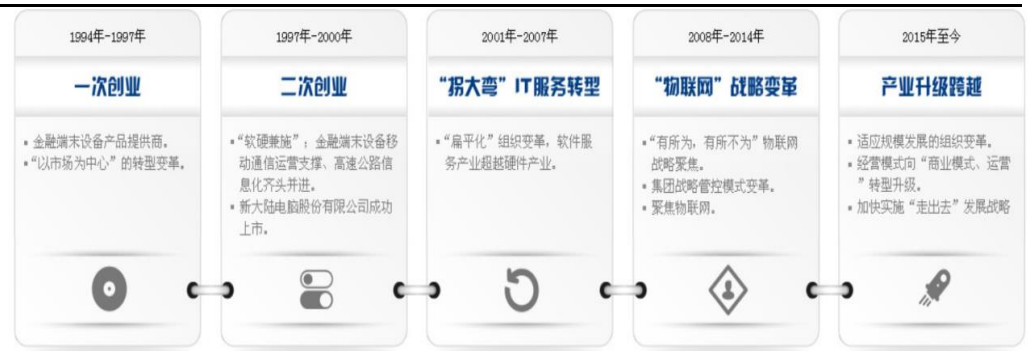 1994年-1997年
一次创业
▪ 金融端末设备产品提供商。
▪ “以市场为中心”的转型变革。
1997年-2000年
二次创业
▪ “软硬兼施”；金融端末设备移
动通信运营支撑、高速公路信
息化齐头并进。
▪ 新大陆电脑股份有限公司成功
上市。
2001年-2007年
“拐大弯”IT服务转型
▪ “扁平化”组织变革，软件服
务产业超越硬件产业。
2008年-2014年
“物联网”战略变革
▪ “有所为，有所不为”物联网
战略聚焦。
▪ 集团战略管控模式变革。
▪ 聚焦物联网。
2015年至今
产业升级跨越
▪ 适应规模发展的组织变革。
▪ 经营模式向“商业模式、运营
”转型升级。
▪ 加快实施“走出去”发展战略